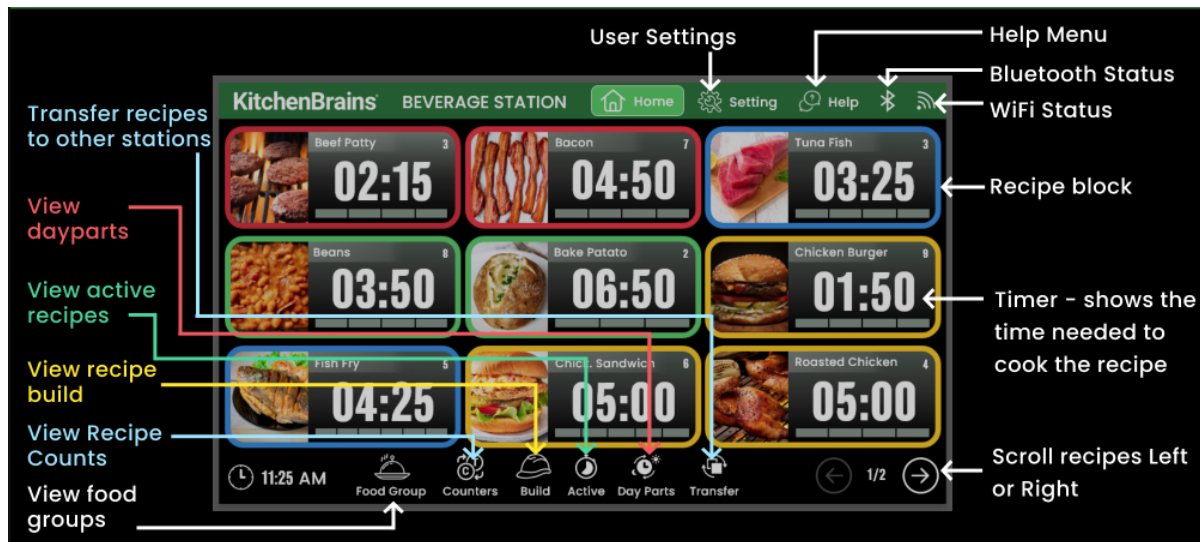 User Settings
Help Menu
Bluetooth Status
WiFi Status
KitchenBrains BEVERAGE STATION Home Setting Help
Transfer recipes
to other stations
Beef Patty 3
02:15
Bacon 7
04:50
Tuna Fish 3
03:25
Recipe block
View
dayparts
Beans 8
03:50
Bake Patato 2
06:50
Chicken Burger 9
01:50
Timer - shows the
time needed to
cook the recipe
View active
recipes
View recipe
build
Fish Fry 5
04:25
Chick. Sandwich 6
05:00
Roasted Chicken 4
05:00
View Recipe
Counts
View food
groups
11:25 AM
Food Group
C
Counters
Build
Active
Day Parts
Transfer
1/2
Scroll recipes Left
or Right